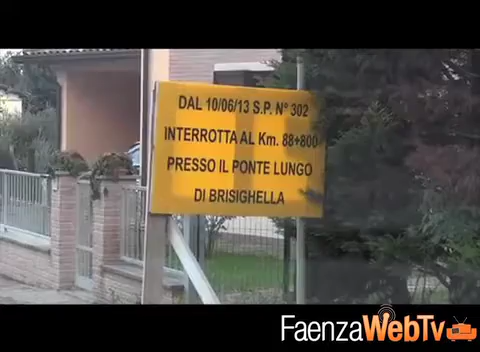 DAL 10/06/13 S.P. N° 302
INTERROTTA AL Km. 88+800
PRESSO IL PONTE LUNGO
DI BRISIGHELLA
FaenzaWebTv